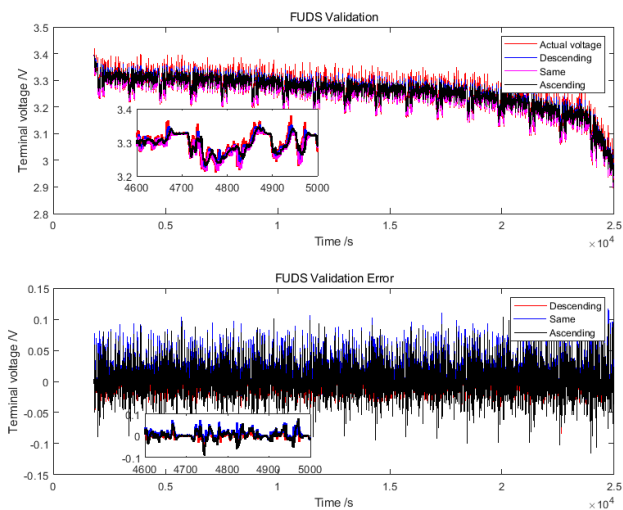 FUDS Validation
3.5
3.4
3.3
3.2
3.1
3
2.9
2.8
Terminal voltage /V
Actual voltage
Descending
Same
Ascending
3.4
3.3
3.2
4600 4700 4800 4900 5000
0 0.5 1 1.5 2 2.5
Time /s
×10⁴
FUDS Validation Error
0.15
0.1
0.05
0
-0.05
-0.1
-0.15
Terminal voltage /V
Descending
Same
Ascending
0.1
0
-0.1
4600 4700 4800 4900 5000
0 0.5 1 1.5 2 2.5
Time /s
×10⁴